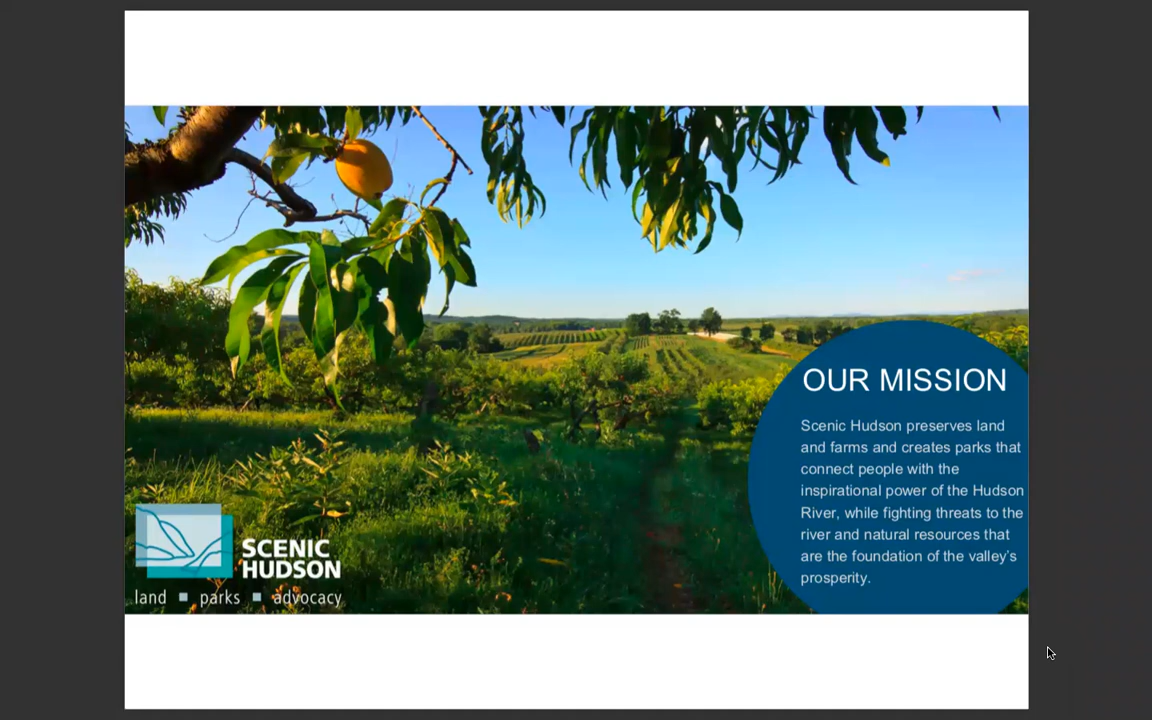 OUR MISSION
Scenic Hudson preserves land
and farms and creates parks that
connect people with the
inspirational power of the Hudson
River, while fighting threats to the
river and natural resources that
are the foundation of the valley's
prosperity.
SCENIC
HUDSON
land ■ parks ■ advocacy